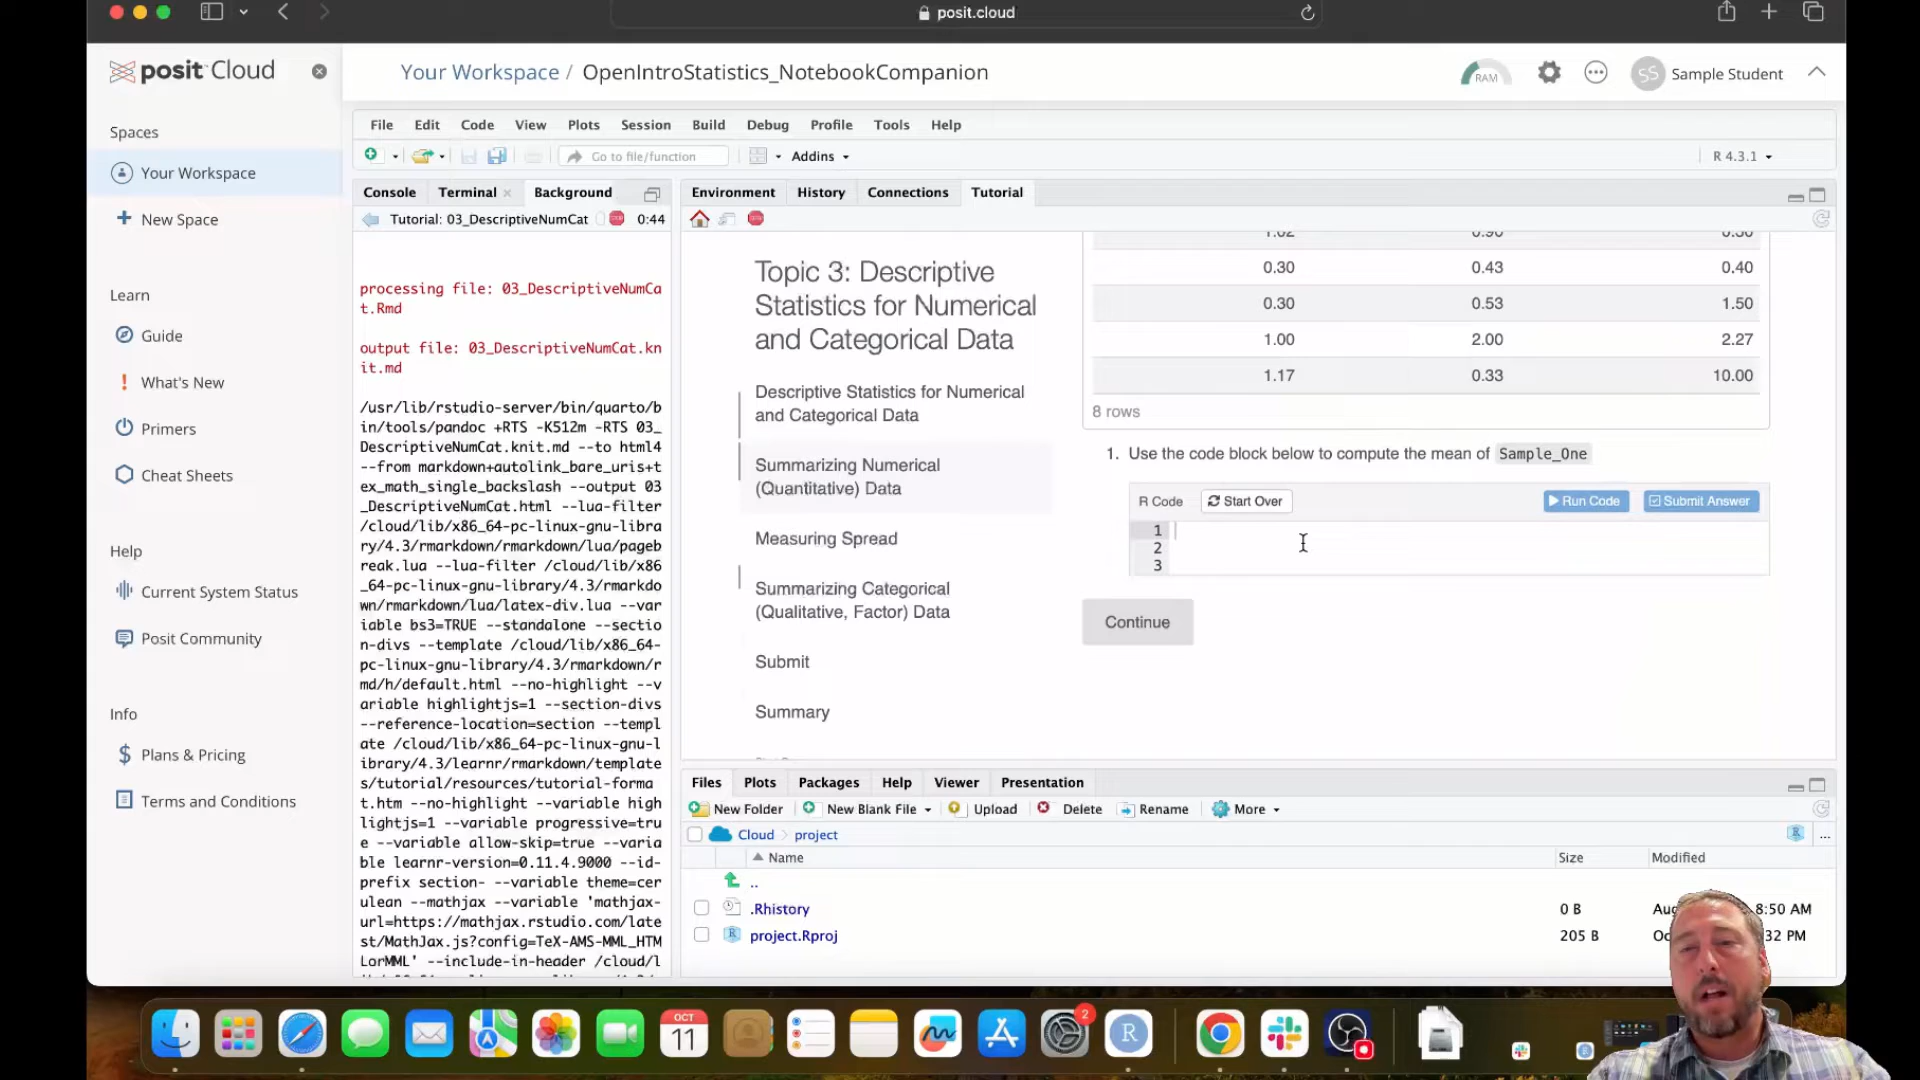 posit.cloud
posit Cloud
Your Workspace / OpenIntroStatistics_NotebookCompanion
RAM
SS
Sample Student
Spaces
Your Workspace
New Space
Learn
Guide
What's New
Primers
Cheat Sheets
Help
Current System Status
Posit Community
Info
Plans & Pricing
Terms and Conditions
File Edit Code View Plots Session Build Debug Profile Tools Help
Go to file/function
Addins
R 4.3.1
Console Terminal Background
Tutorial: 03_DescriptiveNumCat 0:44
processing file: 03_DescriptiveNumCa
t.Rmd
output file: 03_DescriptiveNumCat.kn
it.md
/usr/lib/rstudio-server/bin/quarto/b
in/tools/pandoc +RTS -K512m -RTS 03_
DescriptiveNumCat.knit.md --to html4
--from markdown+autolink_bare_uris+t
ex_math_single_backslash --output 03
_DescriptiveNumCat.html --lua-filter
/cloud/lib/x86_64-pc-linux-gnu-libra
ry/4.3/rmarkdown/rmarkdown/lua/pageb
reak.lua --lua-filter /cloud/lib/x86
_64-pc-linux-gnu-library/4.3/rmarkdo
wn/rmarkdown/lua/latex-div.lua --var
iable bs3=TRUE --standalone --sectio
n-divs --template /cloud/lib/x86_64-
pc-linux-gnu-library/4.3/rmarkdown/r
md/h/default.html --no-highlight --v
ariable highlightjs=1 --section-divs
--reference-location=section --templ
ate /cloud/lib/x86_64-pc-linux-gnu-l
ibrary/4.3/learnr/rmarkdown/template
s/tutorial/resources/tutorial-forma
t.htm --no-highlight --variable high
lightjs=1 --variable progressive=tru
e --variable allow-skip=true --varia
ble learnr-version=0.11.4.9000 --id-
prefix section- --variable theme=cer
ulean --mathjax --variable 'mathjax-
url=https://mathjax.rstudio.com/late
st/MathJax.js?config=TeX-AMS-MML_HTM
LorMML' --include-in-header /cloud/l
Environment History Connections Tutorial
Topic 3: Descriptive
Statistics for Numerical
and Categorical Data
Descriptive Statistics for Numerical
and Categorical Data
Summarizing Numerical
(Quantitative) Data
Measuring Spread
Summarizing Categorical
(Qualitative, Factor) Data
Submit
Summary
1.02 0.90 0.30
0.30 0.43 0.40
0.30 0.53 1.50
1.00 2.00 2.27
1.17 0.33 10.00
8 rows
1. Use the code block below to compute the mean of Sample_One
R Code Start Over Run Code Submit Answer
1
2
3
Continue
Files Plots Packages Help Viewer Presentation
New Folder New Blank File Upload Delete Rename More
Cloud project ...
Name Size Modified
..
.Rhistory 0 B 8:50 AM
project.Rproj 205 B 32 PM
OCT
11
2
R